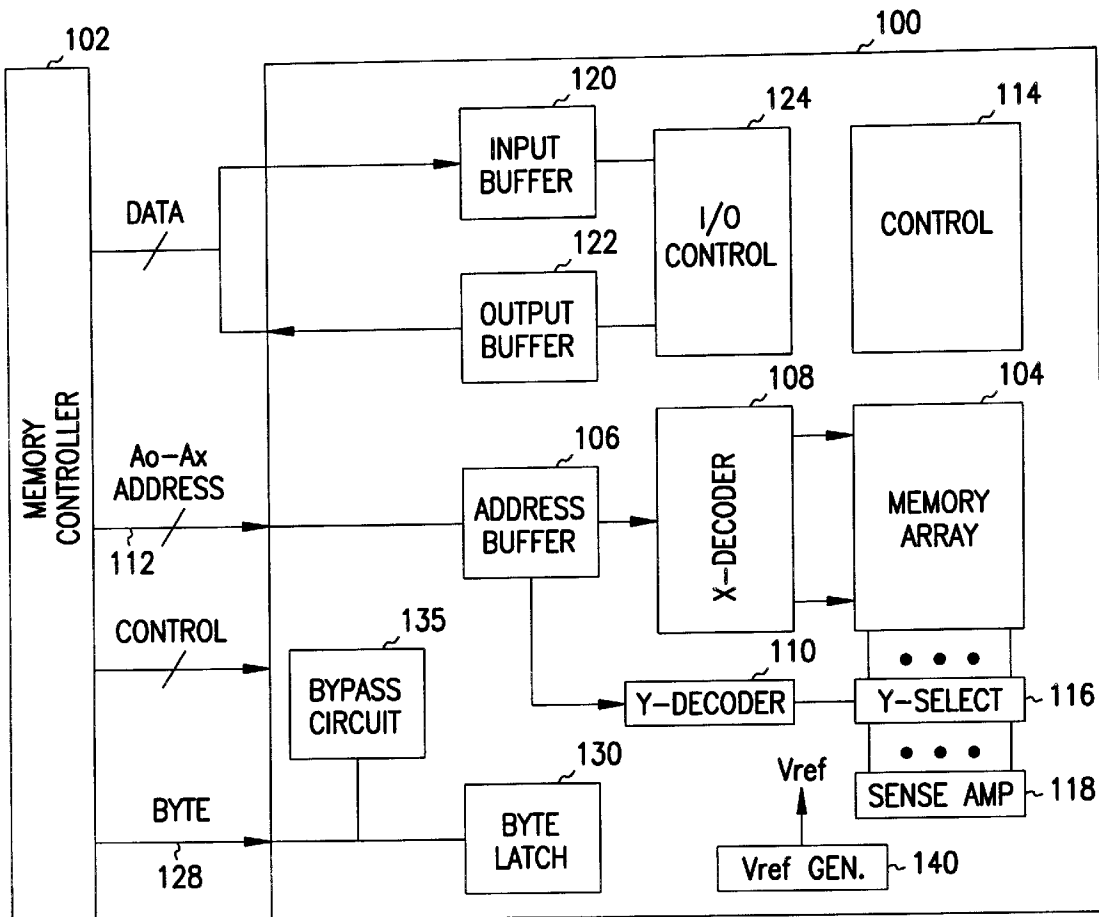 102
100
120
124
114
INPUT
BUFFER
I/O
CONTROL
CONTROL
DATA
122
OUTPUT
BUFFER
108
104
MEMORY
CONTROLLER
Ao-Ax
ADDRESS
112
106
ADDRESS
BUFFER
X-DECODER
MEMORY
ARRAY
CONTROL
135
BYPASS
CIRCUIT
110
Y-DECODER
Y-SELECT
116
130
Vref
SENSE AMP
118
BYTE
128
BYTE
LATCH
Vref GEN.
140